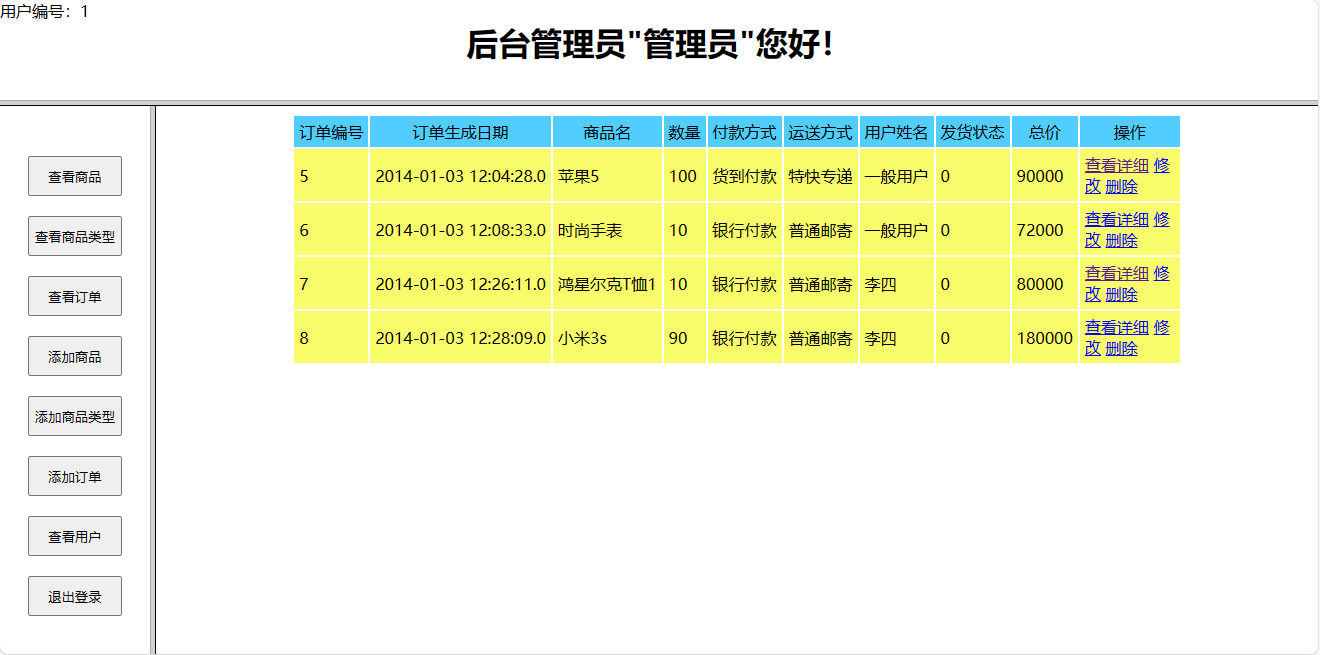 用户编号：1
后台管理员"管理员"您好！
查看商品
查看商品类型
查看订单
添加商品
添加商品类型
添加订单
查看用户
退出登录
订单编号 订单生成日期 商品名 数量 付款方式 运送方式 用户姓名 发货状态 总价 操作
5 2014-01-03 12:04:28.0 苹果5 100 货到付款 特快专递 一般用户 0 90000 查看详细 修
改 删除
6 2014-01-03 12:08:33.0 时尚手表 10 银行付款 普通邮寄 一般用户 0 72000 查看详细 修
改 删除
7 2014-01-03 12:26:11.0 鸿星尔克T恤1 10 银行付款 普通邮寄 李四 0 80000 查看详细 修
改 删除
8 2014-01-03 12:28:09.0 小米3s 90 银行付款 普通邮寄 李四 0 180000 查看详细 修
改 删除